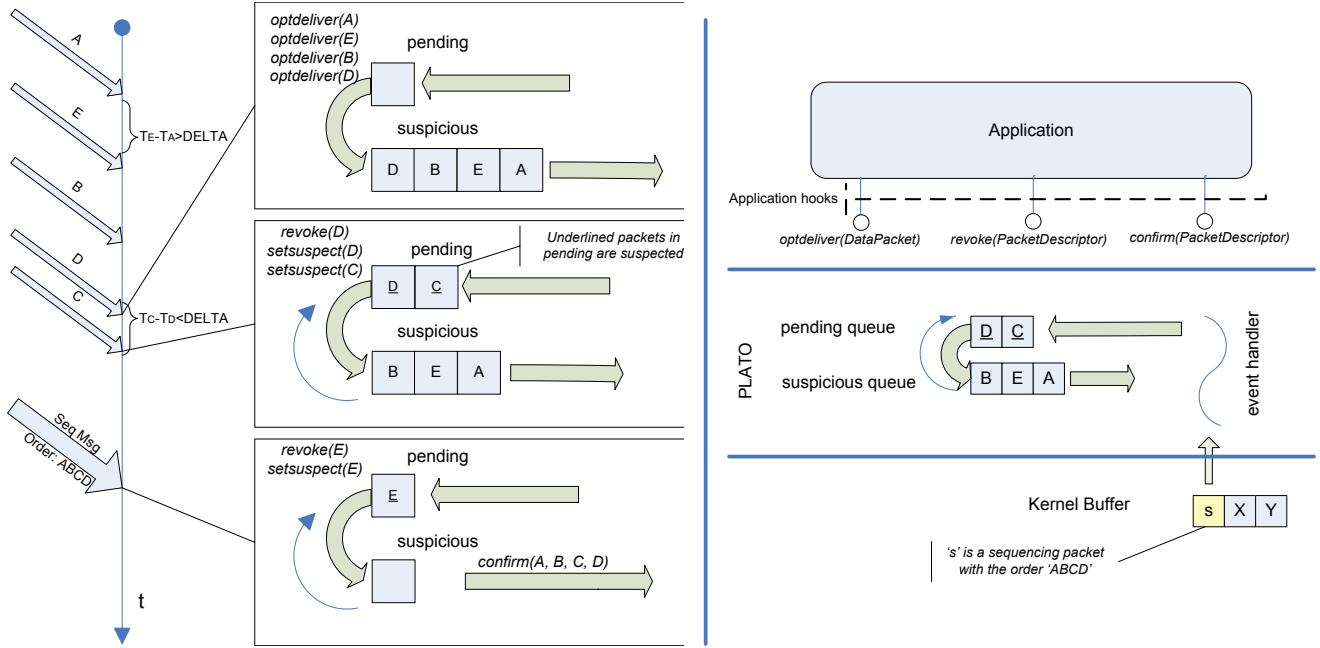 A
E
TE-TA>DELTA
B
D
C
TC-TD<DELTA
Seq Msg
Order: ABCD
t
optdeliver(A)
optdeliver(E)
optdeliver(B)
optdeliver(D)
pending
suspicious
D B E A
revoke(D)
setsuspect(D)
setsuspect(C)
pending
Underlined packets in
pending are suspected
D C
suspicious
B E A
revoke(E)
setsuspect(E)
pending
E
suspicious
confirm(A, B, C, D)
Application
Application hooks
optdeliver(DataPacket) revoke(PacketDescriptor) confirm(PacketDescriptor)
PLATO
pending queue
D C
suspicious queue
B E A
event handler
Kernel Buffer
s X Y
‘s’ is a sequencing packet
with the order ‘ABCD’